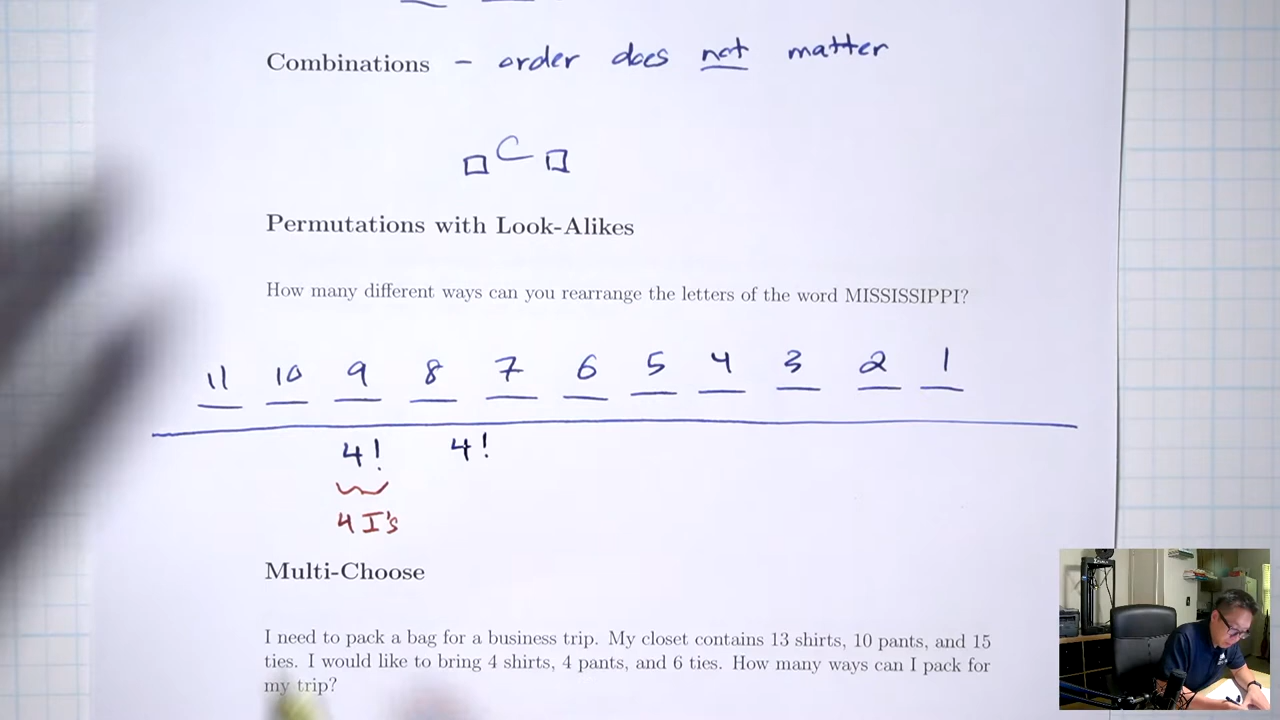 Combinations - order does not matter
□ C □
Permutations with Look-Alikes
How many different ways can you rearrange the letters of the word MISSISSIPPI?
11 10 9 8 7 6 5 4 3 2 1
4! 4!
4 I's
Multi-Choose
I need to pack a bag for a business trip. My closet contains 13 shirts, 10 pants, and 15
ties. I would like to bring 4 shirts, 4 pants, and 6 ties. How many ways can I pack for
my trip?